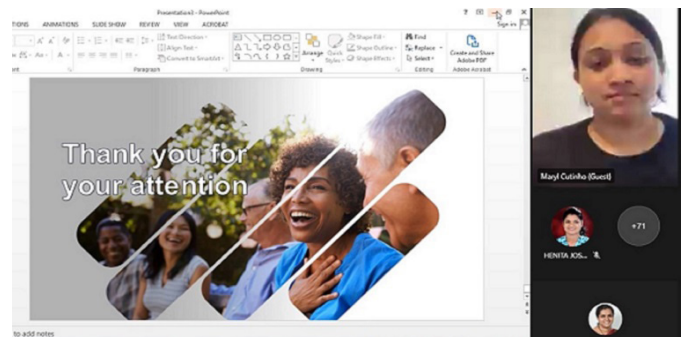 Presentation3 - PowerPoint
Sign in
TIONS ANIMATIONS SLIDE SHOW REVIEW VIEW ACROBAT
Text Direction
Align Text
Convert to SmartArt
Paragraph
Arrange
Quick
Styles
Shape Fill
Shape Outline
Shape Effects
Drawing
Find
Replace
Select
Editing
Create and Share
Adobe PDF
Adobe Acrobat
Thank you for
your attention
Maryl Cutinho (Guest)
HENITA JOS...
+71
to add notes